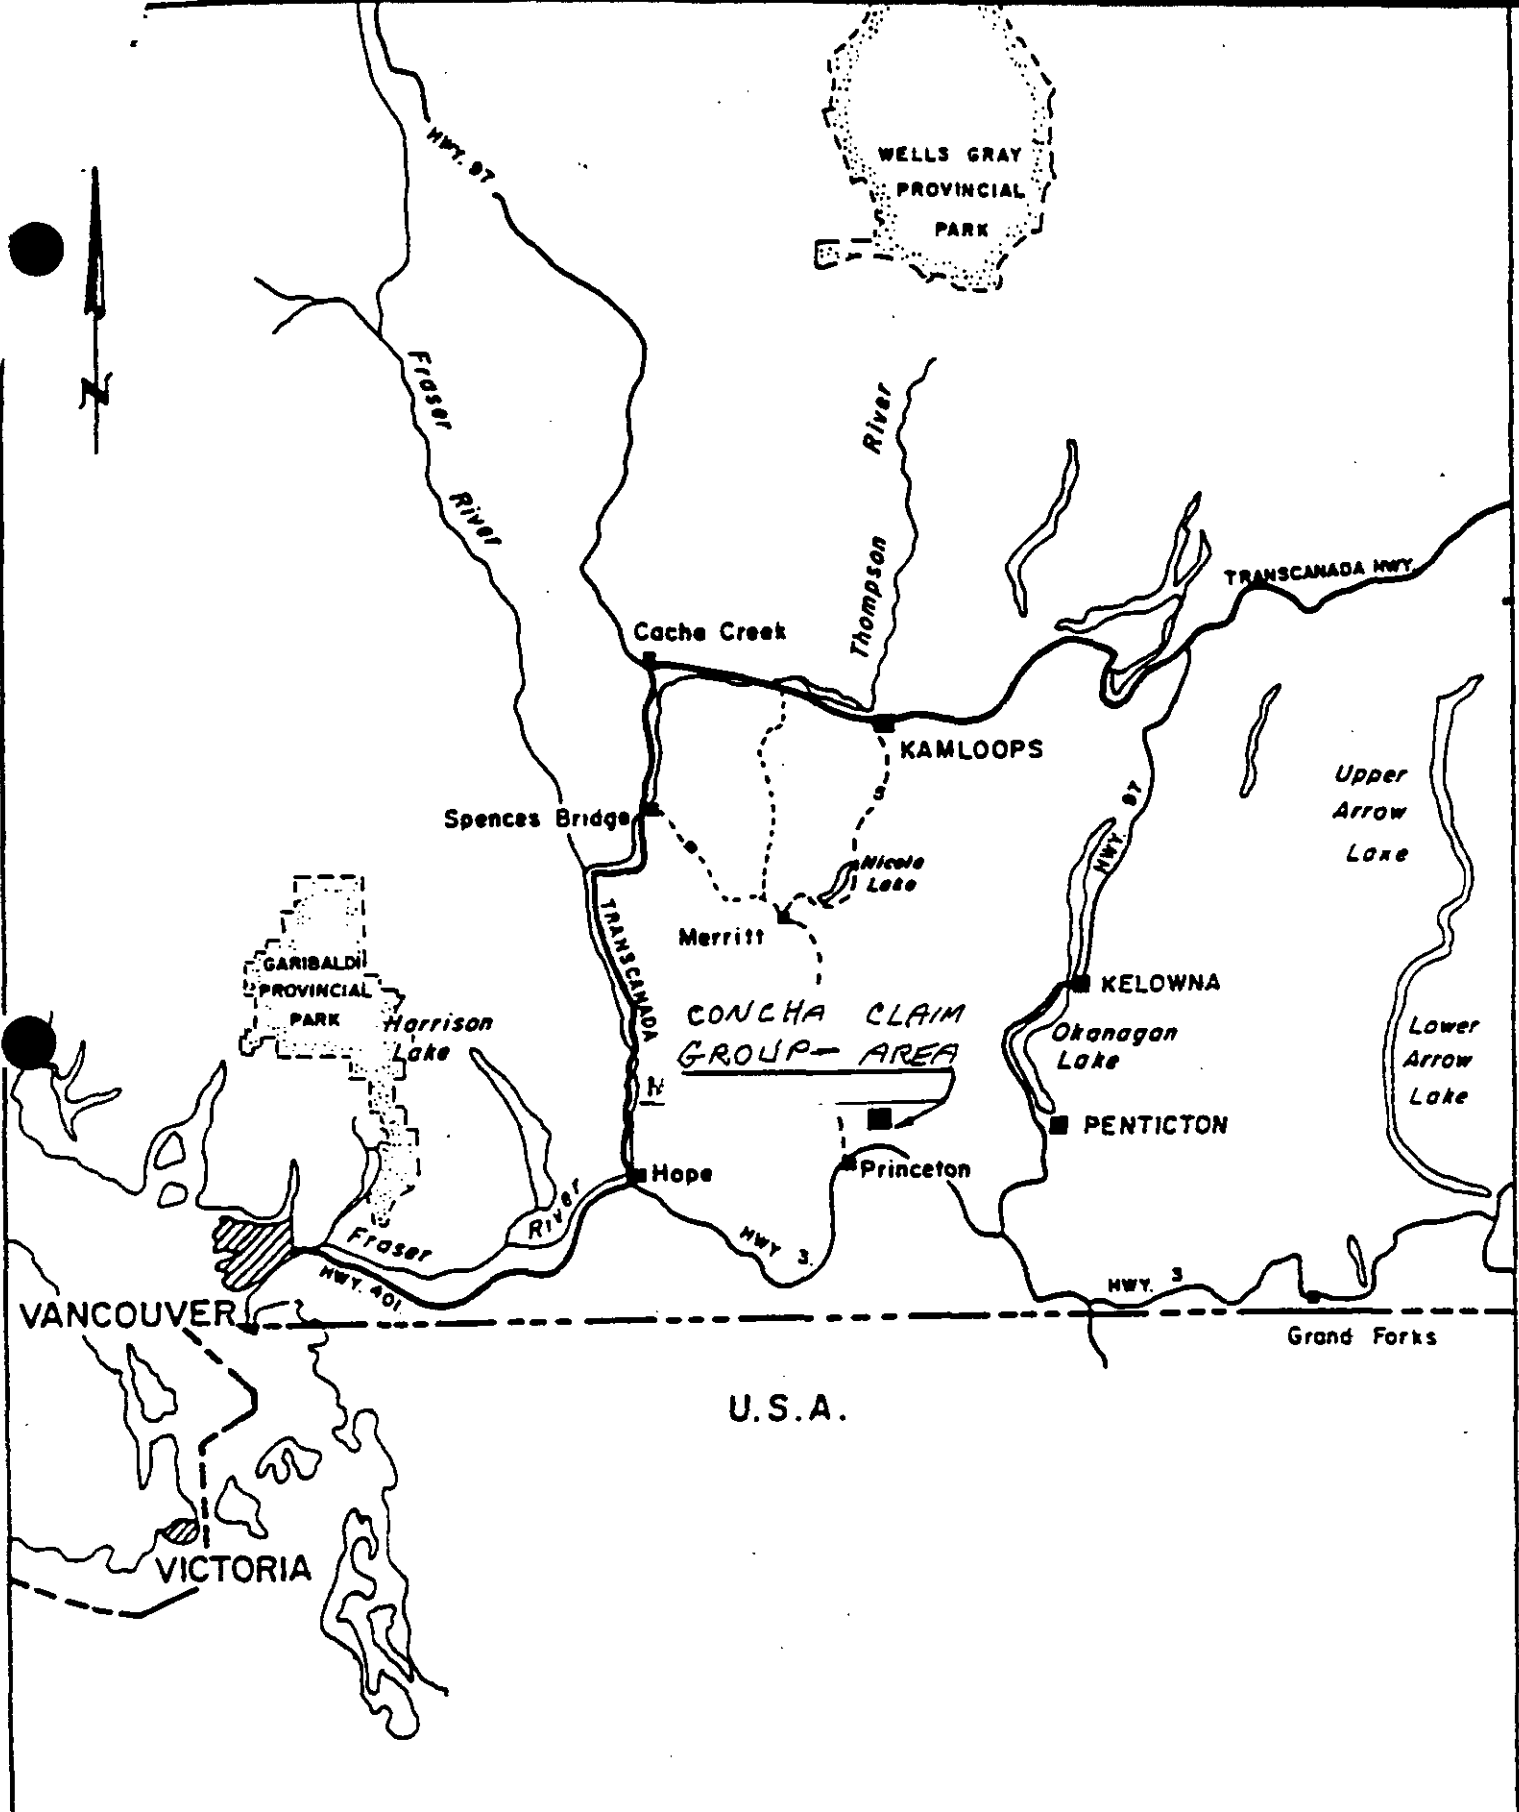 HWY. 97
WELLS GRAY
PROVINCIAL
PARK
N
Fraser
River
River
Thompson
TRANSCANADA HWY.
Cache Creek
KAMLOOPS
Upper
Arrow
Lake
HWY. 97
Spences Bridge
Nicola
Lake
TRANSCANADA
Merritt
GARIBALDI
PROVINCIAL
PARK
Harrison
Lake
KELOWNA
CONCHA CLAIM
GROUP- AREA
Okanagan
Lake
Lower
Arrow
Lake
PENTICTON
Hope
Princeton
Fraser
River
HWY 3.
HWY. 401.
HWY. 3
VANCOUVER
Grand Forks
U.S.A.
VICTORIA